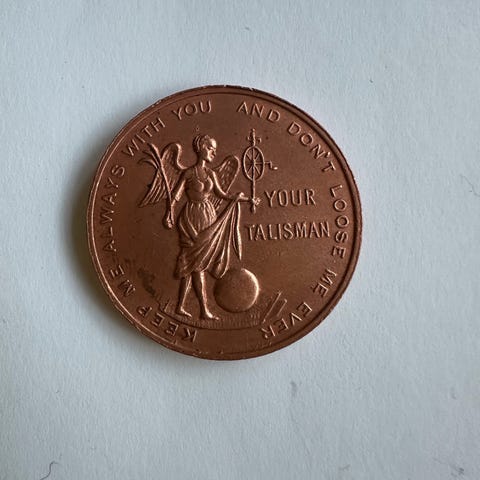 KEEP ME ALWAYS WITH YOU AND DON'T LOOSE ME EVER
YOUR
TALISMAN